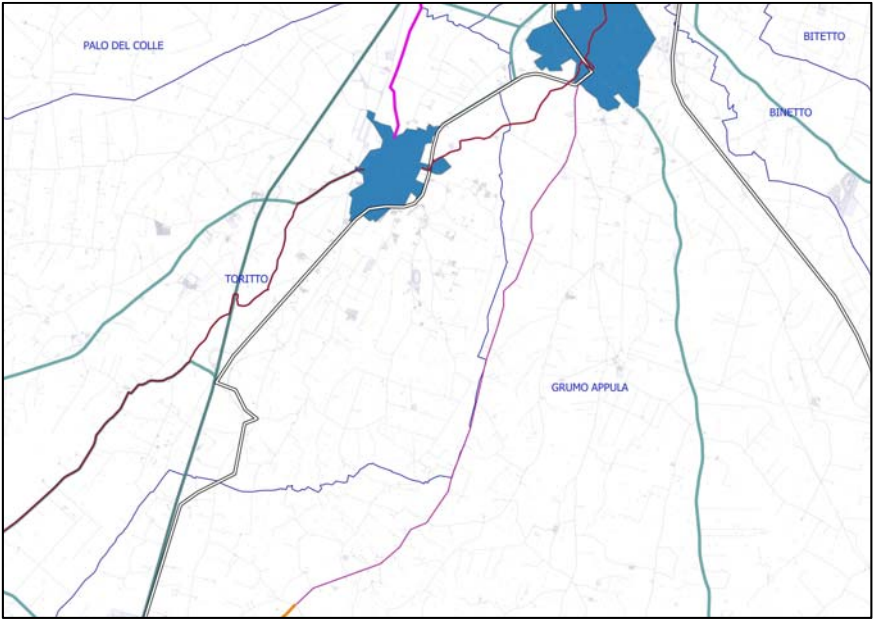 PALO DEL COLLE
BITETTO
BINETTO
TORITTO
GRUMO APPULA